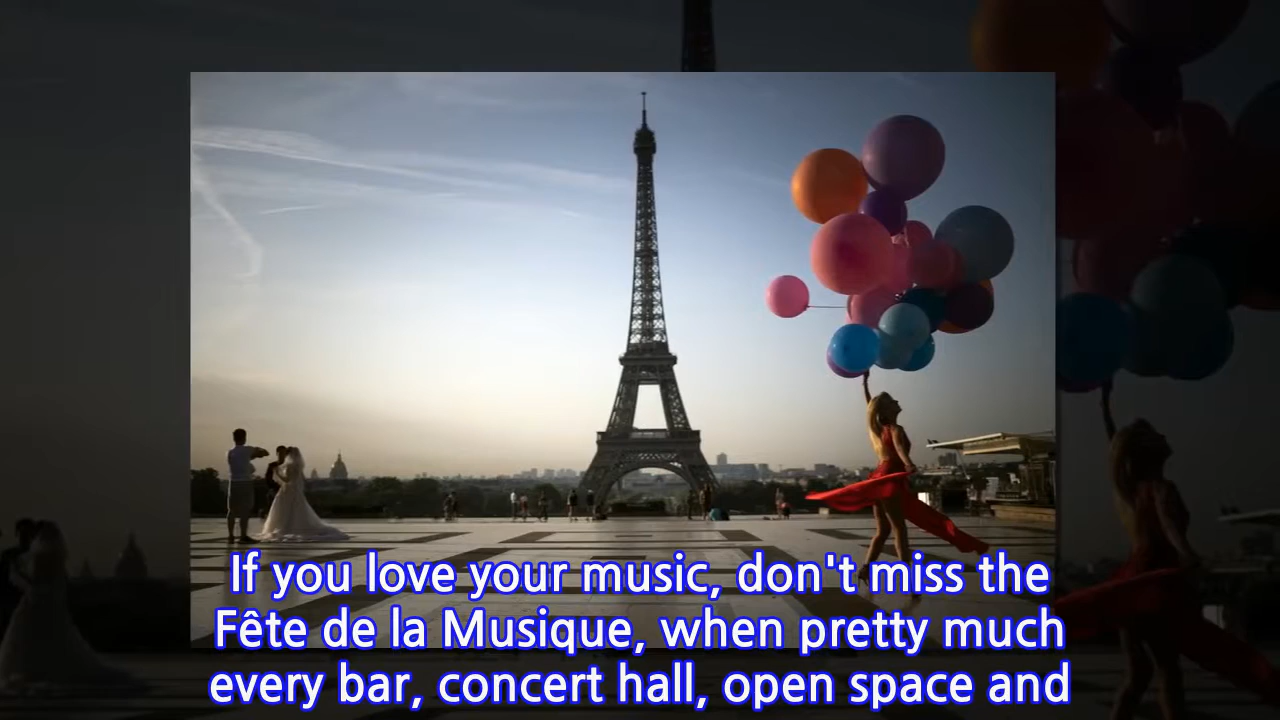 If you love your music, don't miss the
Fête de la Musique, when pretty much
every bar, concert hall, open space and